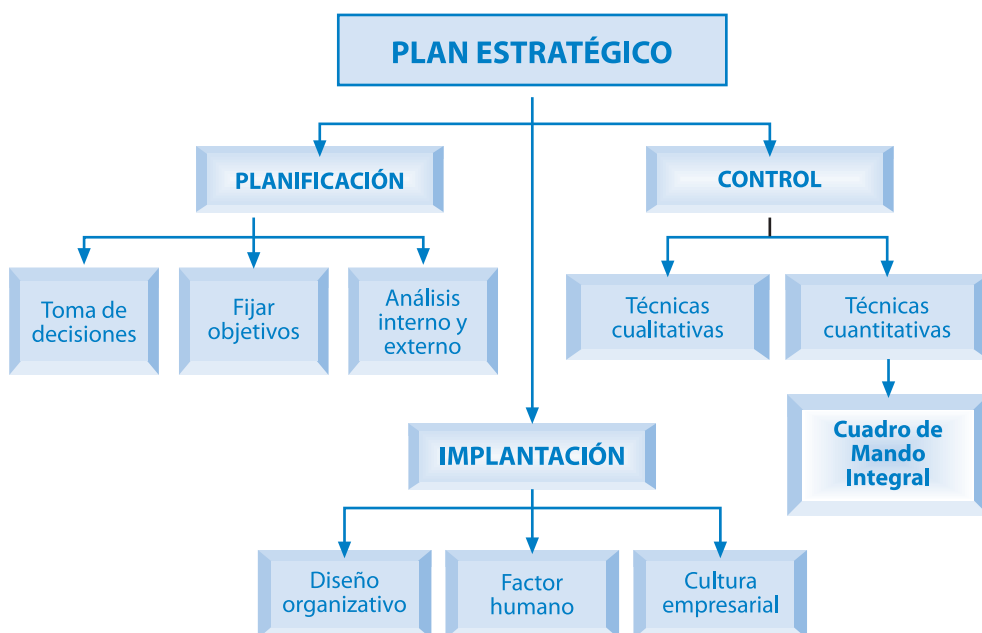 PLAN ESTRATÉGICO
PLANIFICACIÓN
CONTROL
Toma de
decisiones
Fijar
objetivos
Análisis
interno y
externo
Técnicas
cualitativas
Técnicas
cuantitativas
Cuadro de
Mando
Integral
IMPLANTACIÓN
Diseño
organizativo
Factor
humano
Cultura
empresarial